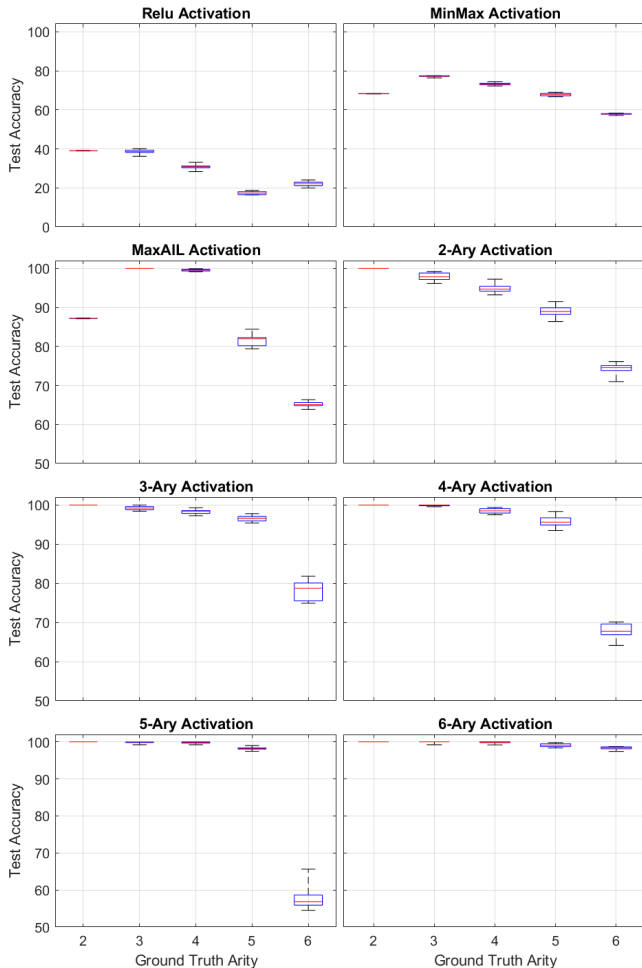 Relu Activation
MinMax Activation
100
80
60
40
20
0
Test Accuracy
MaxAIL Activation
2-Ary Activation
100
90
80
70
60
50
Test Accuracy
3-Ary Activation
4-Ary Activation
100
90
80
70
60
50
Test Accuracy
5-Ary Activation
6-Ary Activation
100
90
80
70
60
50
Test Accuracy
2 3 4 5 6
2 3 4 5 6
Ground Truth Arity
Ground Truth Arity